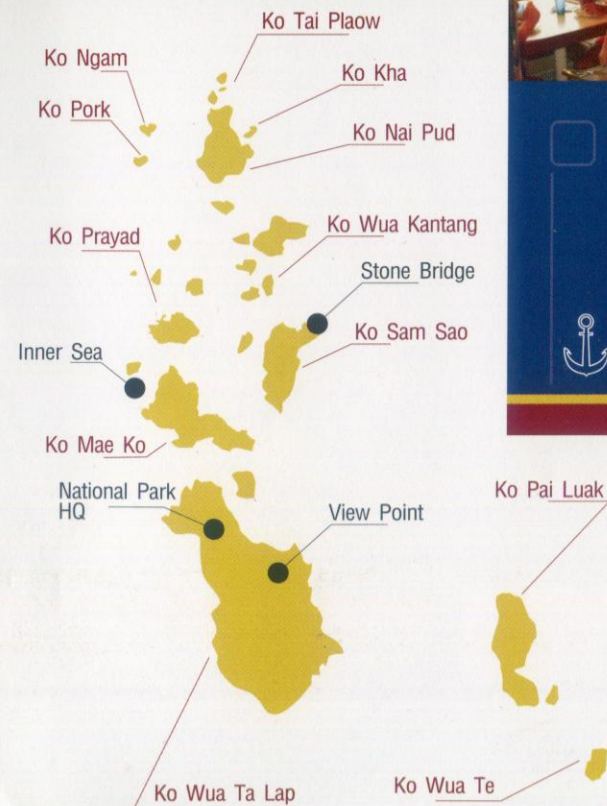 Ko Tai Plaow
Ko Ngam
Ko Kha
Ko Pork
Ko Nai Pud
Ko Wua Kantang
Ko Prayad
Stone Bridge
Ko Sam Sao
Inner Sea
Ko Mae Ko
National Park
HQ
View Point
Ko Pai Luak
Ko Wua Te
Ko Wua Ta Lap